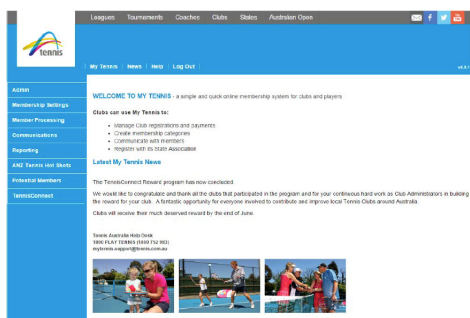 Leagues Tournaments Coaches Clubs States Australian Open
tennis
My Tennis News Help Log Out
Admin
Membership Settings
Member Processing
Communications
Reporting
ANZ Tennis Hot Shots
Potential Members
TennisConnect
WELCOME TO MY TENNIS - a simple and quick online membership system for clubs and players
Clubs can use My Tennis to:
Manage Club registrations and payments
Create membership categories
Communicate with members
Register with its State Association
Latest My Tennis News
The TennisConnect Reward program has now concluded.
We would like to congratulate and thank all the clubs that participated in the program and for your continuous hard work as Club Administrators in building
the reward for your club. A fantastic opportunity for everyone involved to contribute and improve local Tennis Clubs around Australia.
Clubs will receive their much deserved reward by the end of June.
Tennis Australia Help Desk
1800 PLAY TENNIS (1800 752 983)
mytennis.support@tennis.com.au